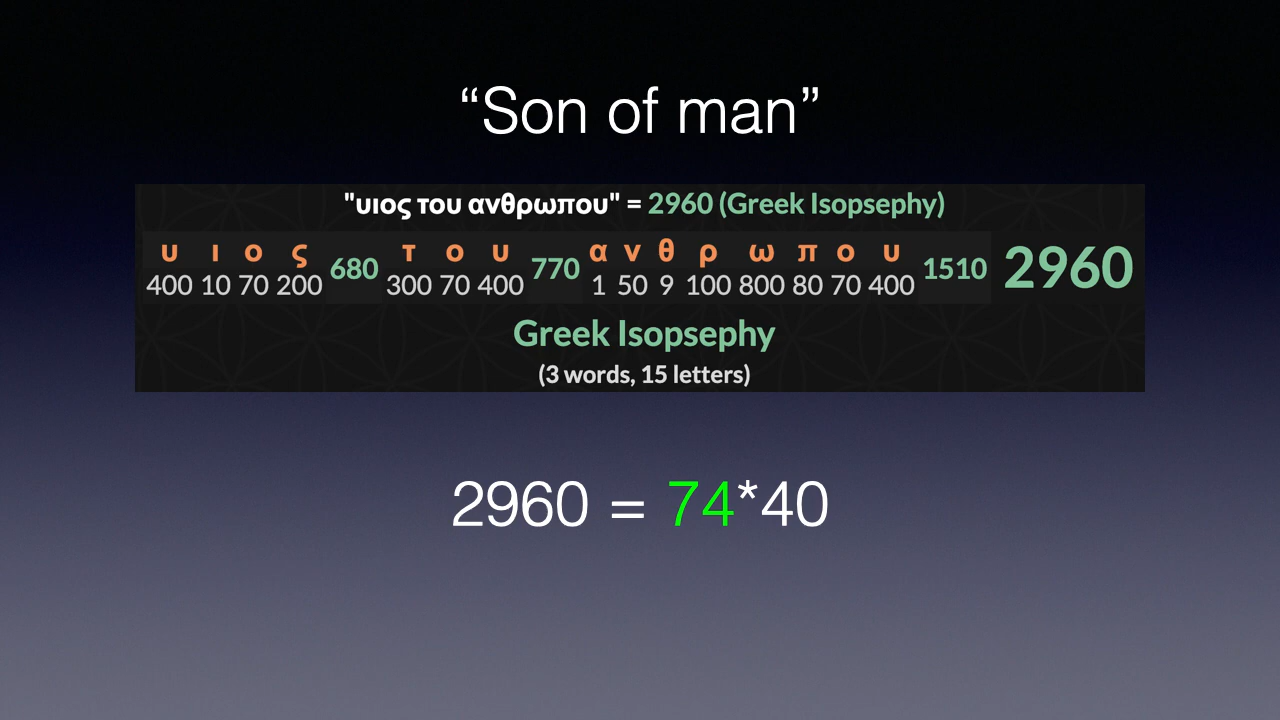 “Son of man”
"υιος του ανθρωπου" = 2960 (Greek Isopsephy)
υ ι ο ς τ ο υ α ν θ ρ ω π ο υ
400 10 70 200 680 300 70 400 770 1 50 9 100 800 80 70 400 1510 2960
Greek Isopsephy
(3 words, 15 letters)
2960 = 74*40